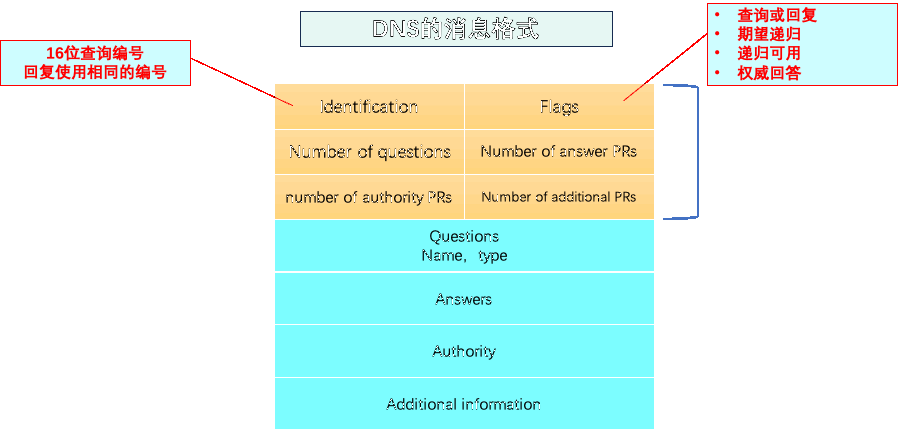 DNS的消息格式
16位查询编号
回复使用相同的编号
• 查询或回复
• 期望递归
• 递归可用
• 权威回答
Identification
Flags
Number of questions
Number of answer PRs
number of authority PRs
Number of additional PRs
Questions
Name， type
Answers
Authority
Additional information